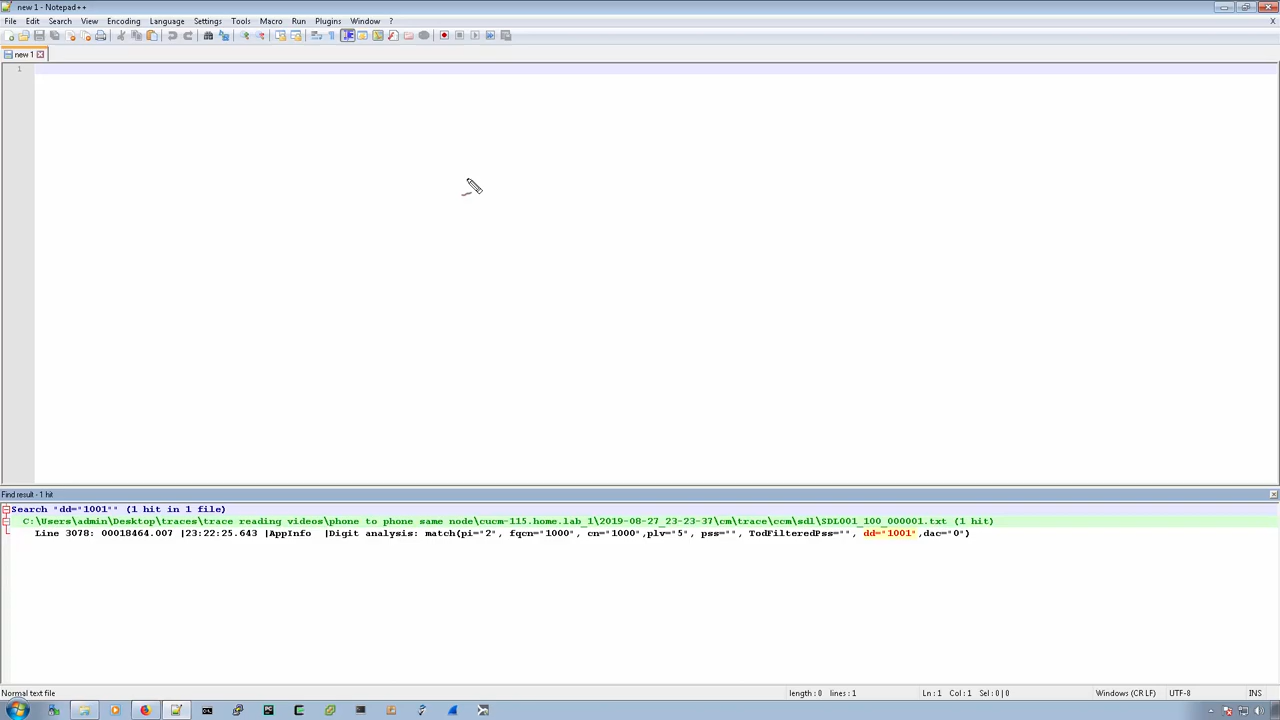 new 1 - Notepad++
File Edit Search View Encoding Language Settings Tools Macro Run Plugins Window ? X
new 1
1
Find result - 1 hit
Search "dd="1001"" (1 hit in 1 file)
C:\Users\admin\Desktop\traces\trace reading videos\phone to phone same node\cucm-115.home.lab_1\2019-08-27_23-23-37\cm\trace\ccm\sdl\SDL001_100_000001.txt (1 hit)
Line 3078: 00018464.007 |23:22:25.643 |AppInfo |Digit analysis: match(pi="2", fqcn="1000", cn="1000",plv="5", pss="", TodFilteredPss="", dd="1001",dac="0")
Normal text file length : 0 lines : 1 Ln : 1 Col : 1 Sel : 0 | 0 Windows (CR LF) UTF-8 INS